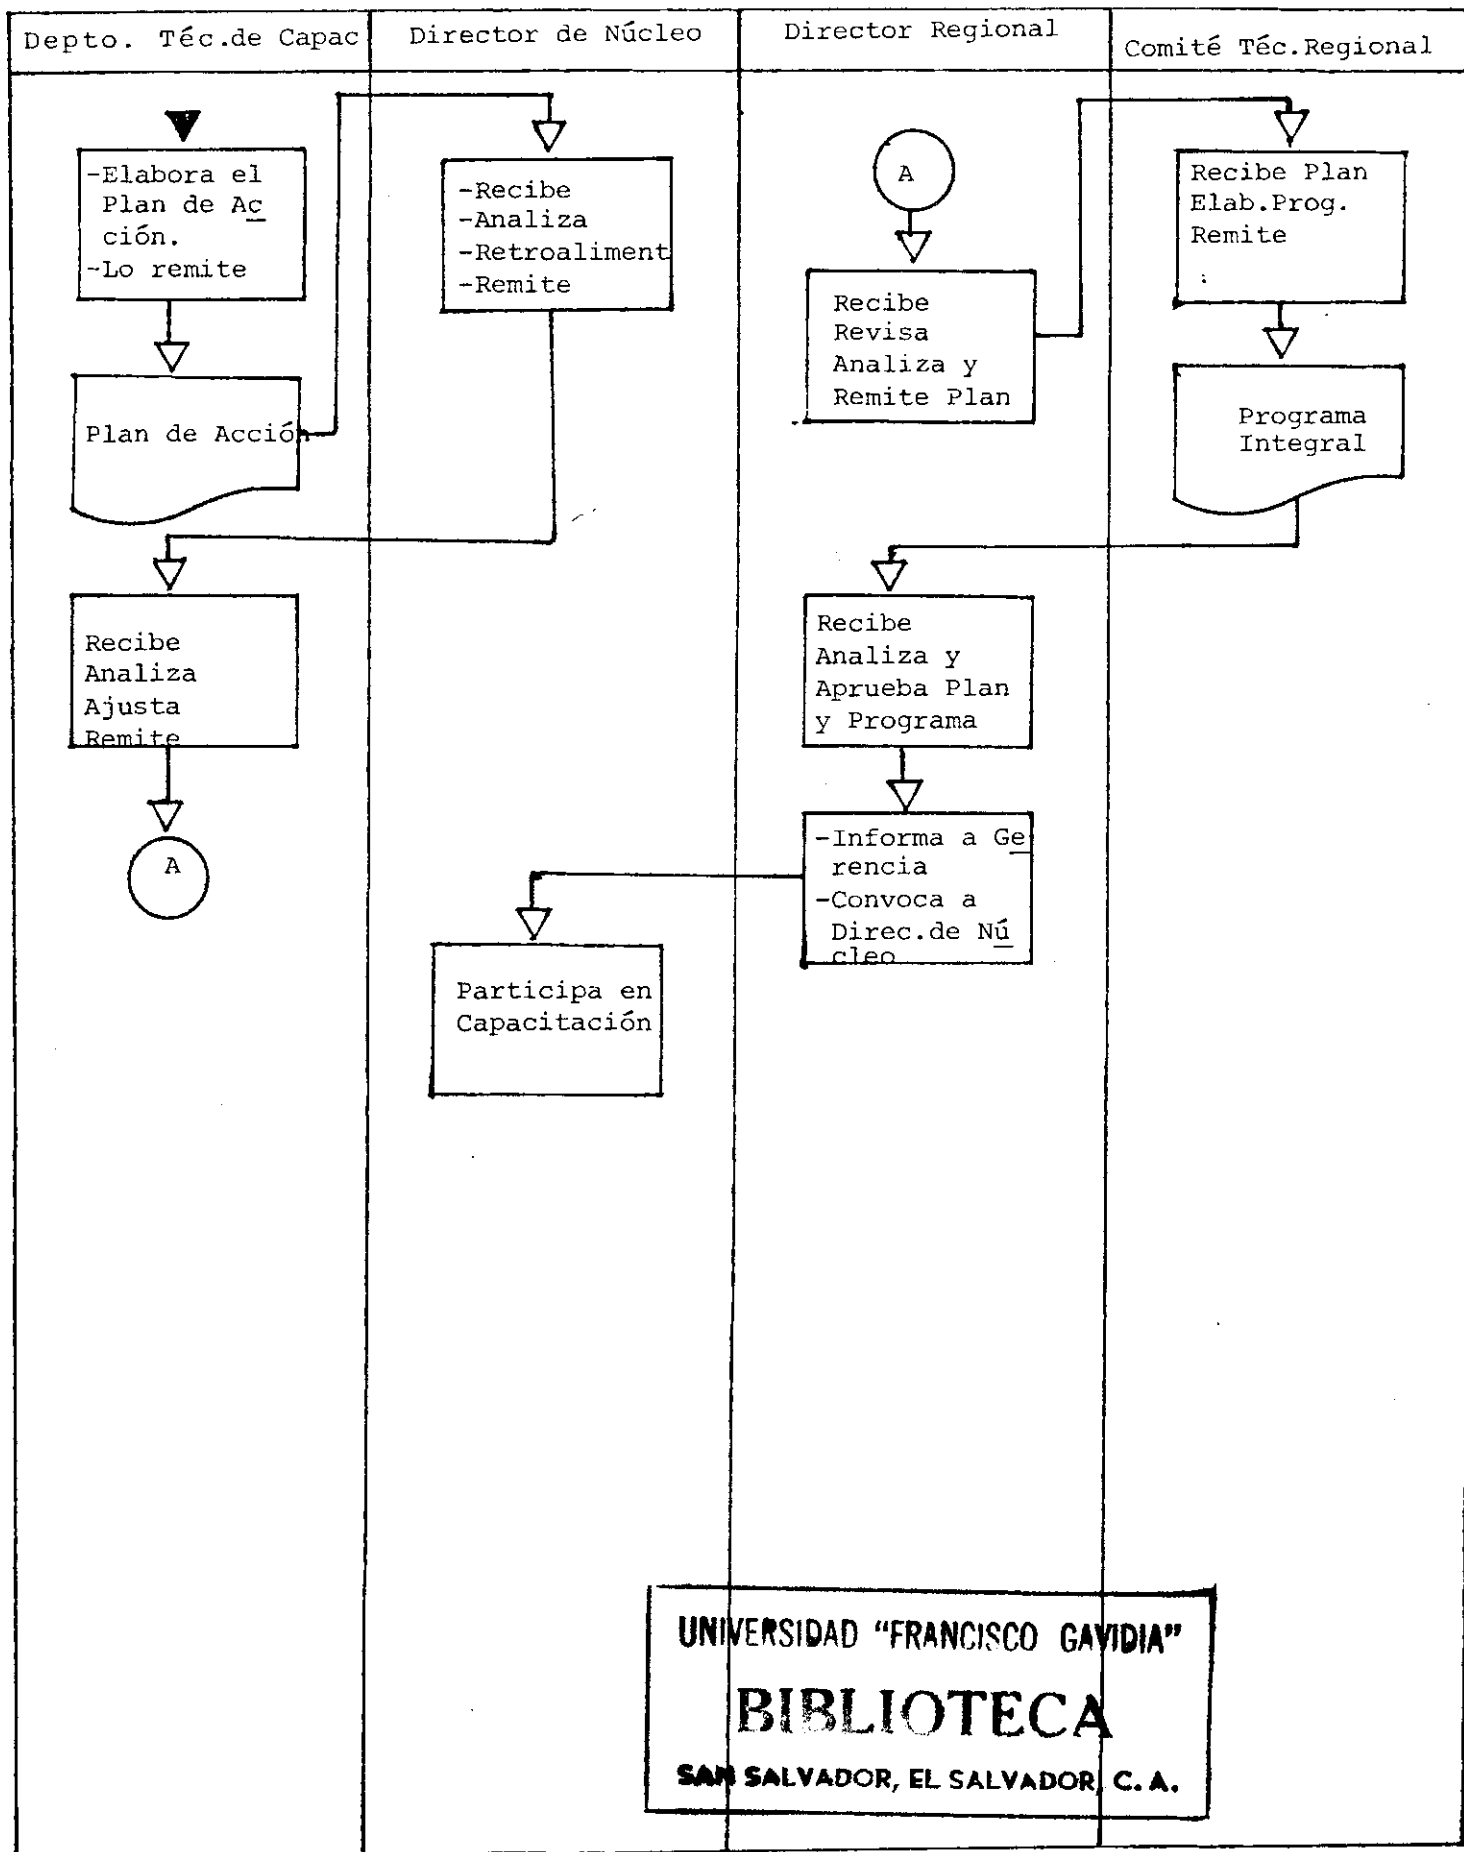 Depto. Téc.de Capac
Director de Núcleo
Director Regional
Comité Téc.Regional
-Elabora el
Plan de Ac
ción.
-Lo remite
Plan de Acción
Recibe
Analiza
Ajusta
Remite
A
-Recibe
-Analiza
-Retroaliment
-Remite
A
Recibe
Revisa
Analiza y
Remite Plan
Recibe Plan
Elab.Prog.
Remite
Programa
Integral
Recibe
Analiza y
Aprueba Plan
y Programa
-Informa a Ge
rencia
-Convoca a
Direc.de Nú
cleo
Participa en
Capacitación
UNIVERSIDAD "FRANCISCO GAVIDIA"
BIBLIOTECA
SAN SALVADOR, EL SALVADOR, C. A.